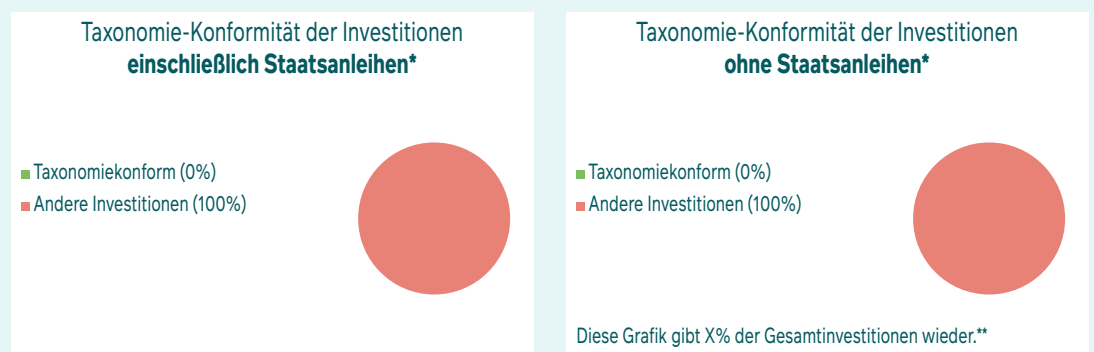 Taxonomie-Konformität der Investitionen
einschließlich Staatsanleihen*
Taxonomiekonform (0%)
Andere Investitionen (100%)
Taxonomie-Konformität der Investitionen
ohne Staatsanleihen*
Taxonomiekonform (0%)
Andere Investitionen (100%)
Diese Grafik gibt X% der Gesamtinvestitionen wieder.**